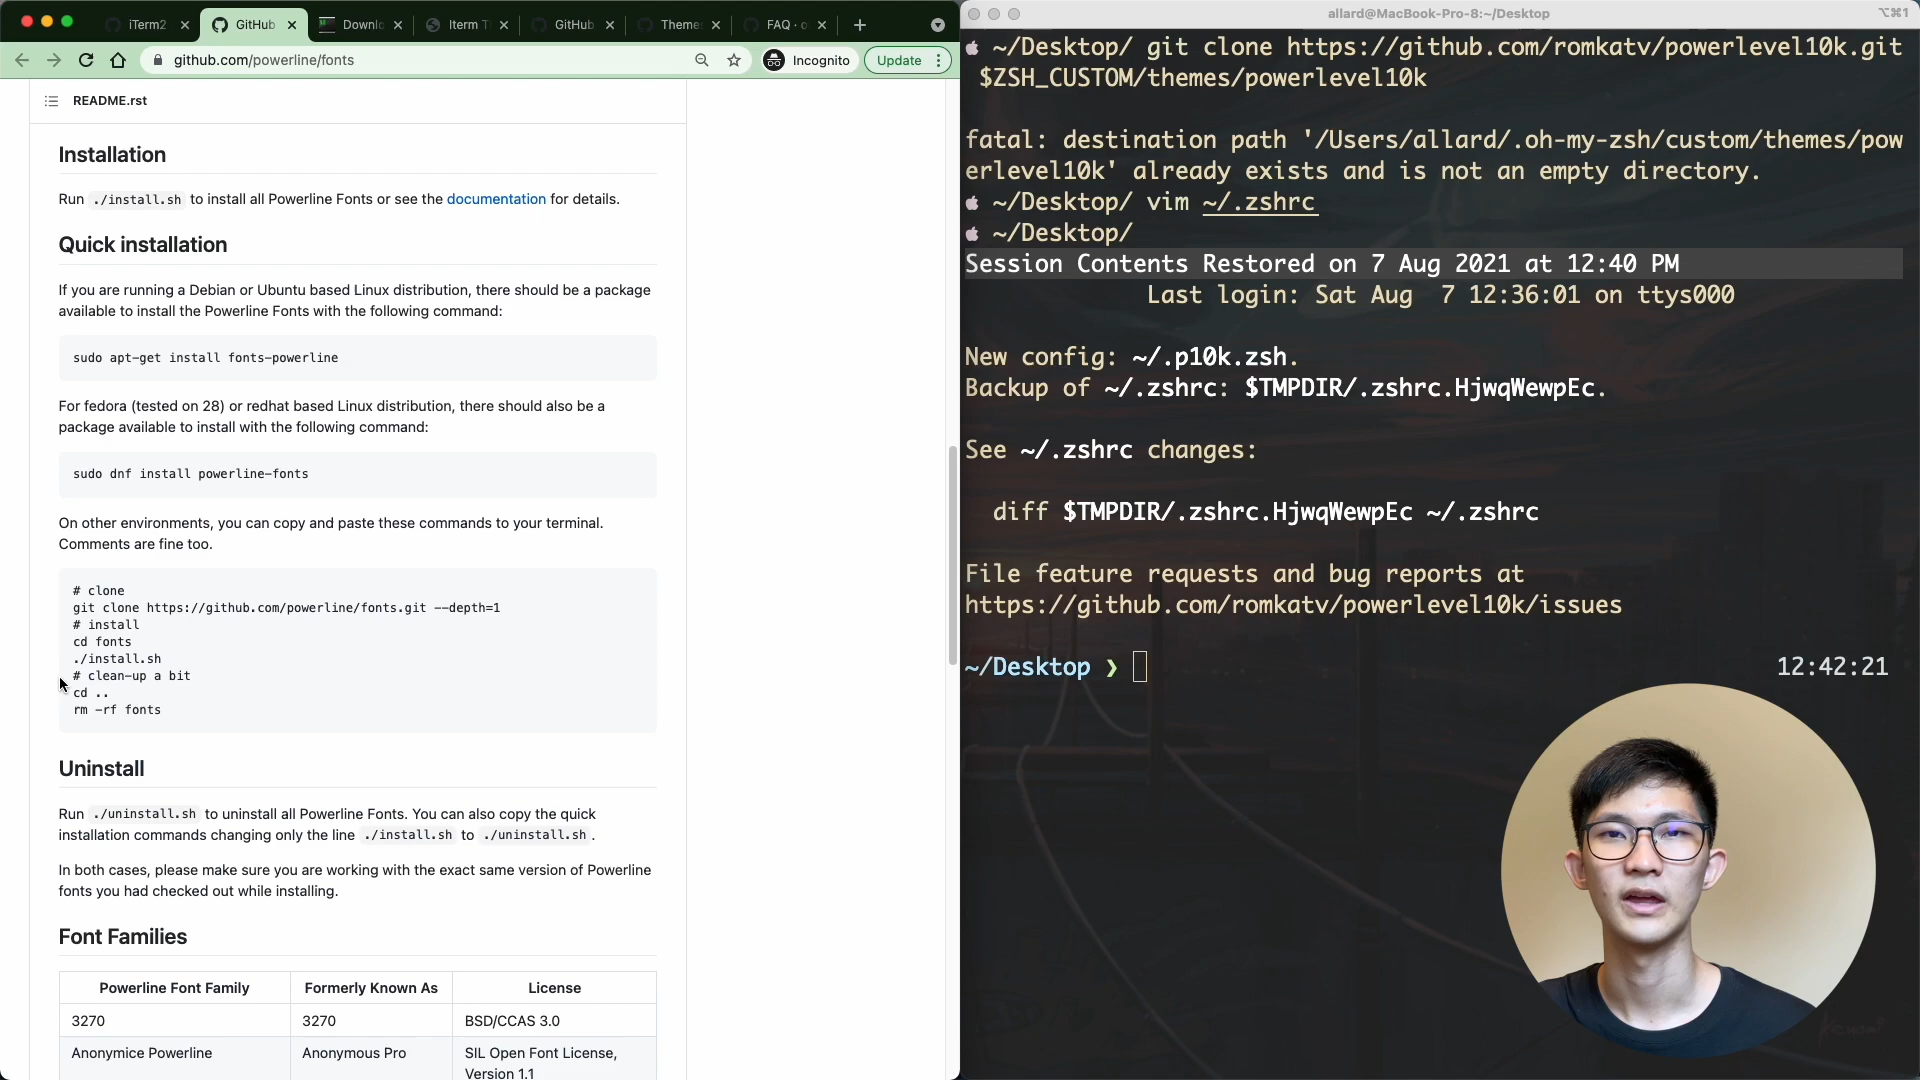 iTerm2
GitHub
Downlo
Iterm T
GitHub
Theme
FAQ · o
github.com/powerline/fonts
Incognito
Update
README.rst
Installation
Run ./install.sh to install all Powerline Fonts or see the documentation for details.
Quick installation
If you are running a Debian or Ubuntu based Linux distribution, there should be a package
available to install the Powerline Fonts with the following command:
sudo apt-get install fonts-powerline
For fedora (tested on 28) or redhat based Linux distribution, there should also be a
package available to install with the following command:
sudo dnf install powerline-fonts
On other environments, you can copy and paste these commands to your terminal.
Comments are fine too.
# clone
git clone https://github.com/powerline/fonts.git --depth=1
# install
cd fonts
./install.sh
# clean-up a bit
cd ..
rm -rf fonts
Uninstall
Run ./uninstall.sh to uninstall all Powerline Fonts. You can also copy the quick
installation commands changing only the line ./install.sh to ./uninstall.sh .
In both cases, please make sure you are working with the exact same version of Powerline
fonts you had checked out while installing.
Font Families
Powerline Font Family Formerly Known As License
3270 3270 BSD/CCAS 3.0
Anonymice Powerline Anonymous Pro SIL Open Font License,
Version 1.1
allard@MacBook-Pro-8:~/Desktop
⌥⌘1
~/Desktop/ git clone https://github.com/romkatv/powerlevel10k.git
$ZSH_CUSTOM/themes/powerlevel10k
fatal: destination path '/Users/allard/.oh-my-zsh/custom/themes/pow
erlevel10k' already exists and is not an empty directory.
~/Desktop/ vim ~/.zshrc
~/Desktop/
Session Contents Restored on 7 Aug 2021 at 12:40 PM
Last login: Sat Aug  7 12:36:01 on ttys000
New config: ~/.p10k.zsh.
Backup of ~/.zshrc: $TMPDIR/.zshrc.HjwqWewpEc.
See ~/.zshrc changes:
diff $TMPDIR/.zshrc.HjwqWewpEc ~/.zshrc
File feature requests and bug reports at
https://github.com/romkatv/powerlevel10k/issues
~/Desktop ❯ 12:42:21